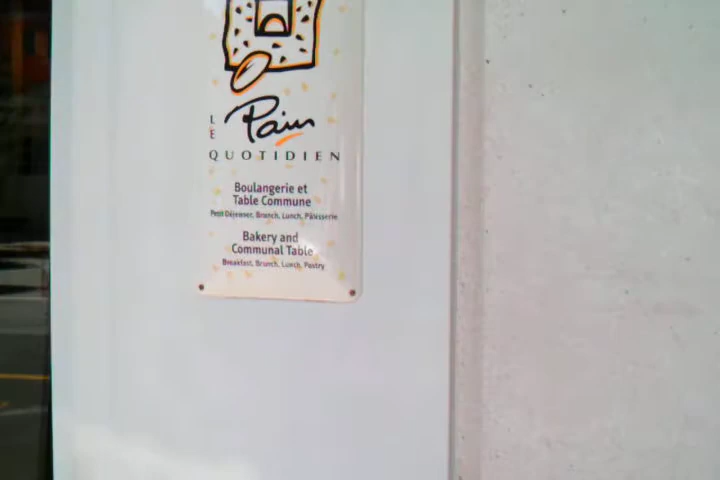 LE Pain
QUOTIDIEN
Boulangerie et
Table Commune
Petit Déjeuner, Brunch, Lunch, Pâtisserie
Bakery and
Communal Table
Breakfast, Brunch, Lunch, Pastry